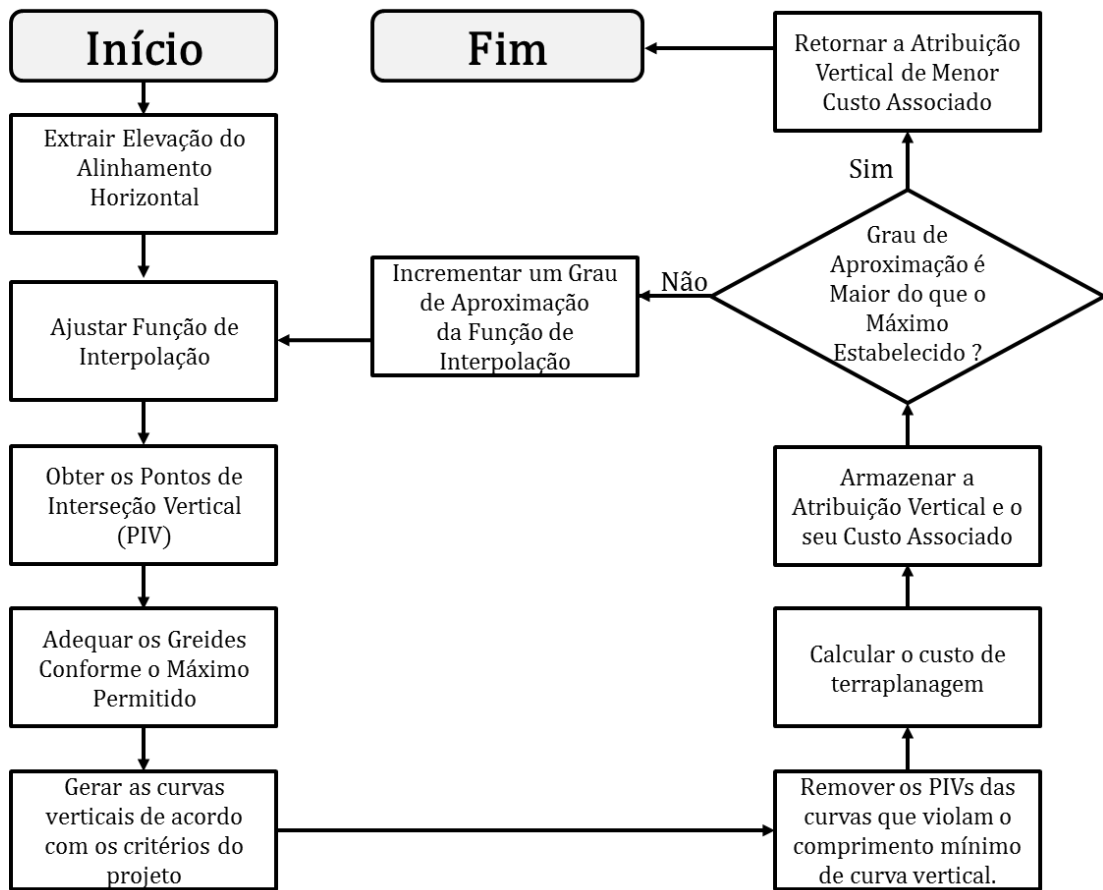 Início
Extrair Elevação do
Alinhamento
Horizontal
Ajustar Função de
Interpolação
Obter os Pontos de
Interseção Vertical
(PIV)
Adequar os Greides
Conforme o Máximo
Permitido
Gerar as curvas
verticais de acordo
com os critérios do
projeto
Remover os PIVs das
curvas que violam o
comprimento mínimo
de curva vertical.
Calcular o custo de
terraplanagem
Armazenar a
Atribuição Vertical e o
seu Custo Associado
Grau de
Aproximação é
Maior do que o
Máximo
Estabelecido ?
Não
Incrementar um Grau
de Aproximação
da Função de
Interpolação
Sim
Retornar a Atribuição
Vertical de Menor
Custo Associado
Fim